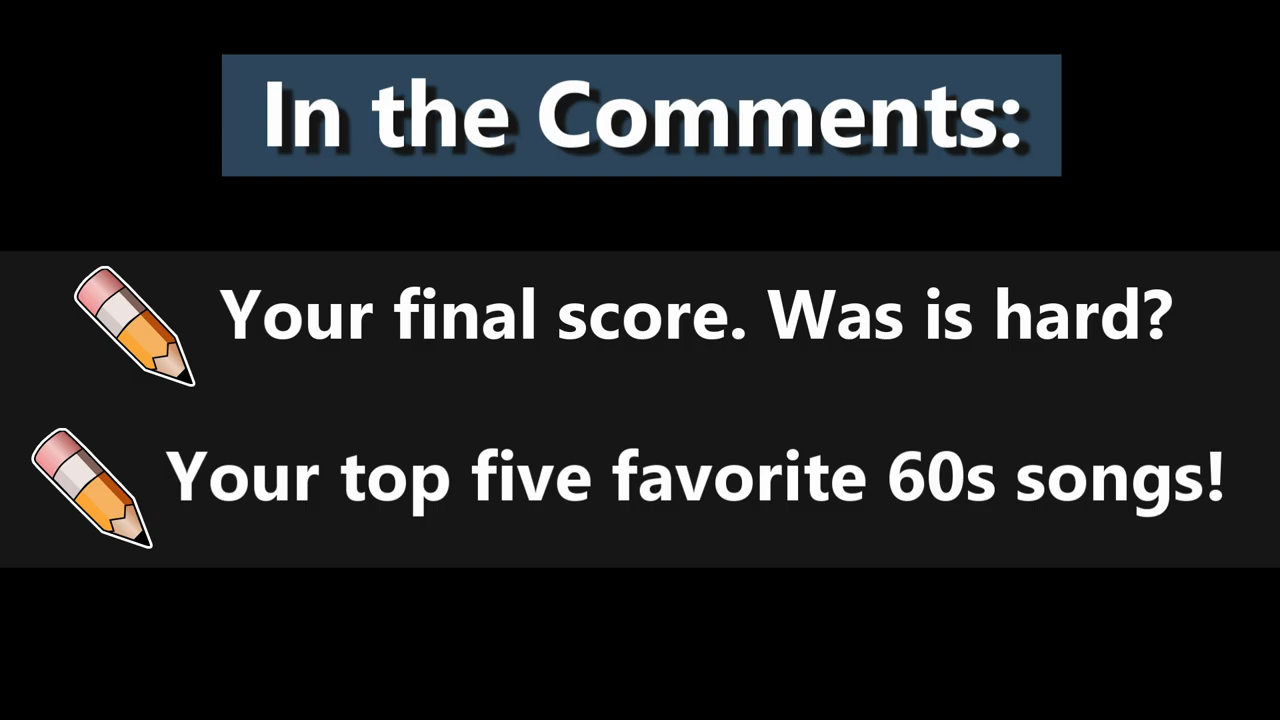 In the Comments:
Your final score. Was is hard?
Your top five favorite 60s songs!